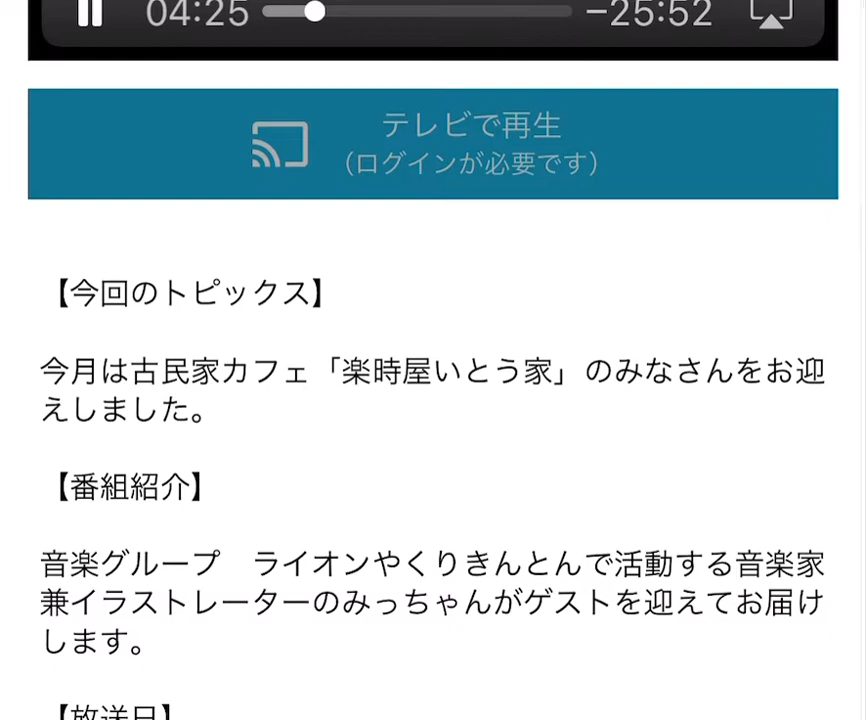 04:25
−25:52
テレビで再生
（ログインが必要です）
【今回のトピックス】
今月は古民家カフェ「楽時屋いとう家」のみなさんをお迎
えしました。
【番組紹介】
音楽グループ　ライオンやくりきんとんで活動する音楽家
兼イラストレーターのみっちゃんがゲストを迎えてお届け
します。
【放送日】